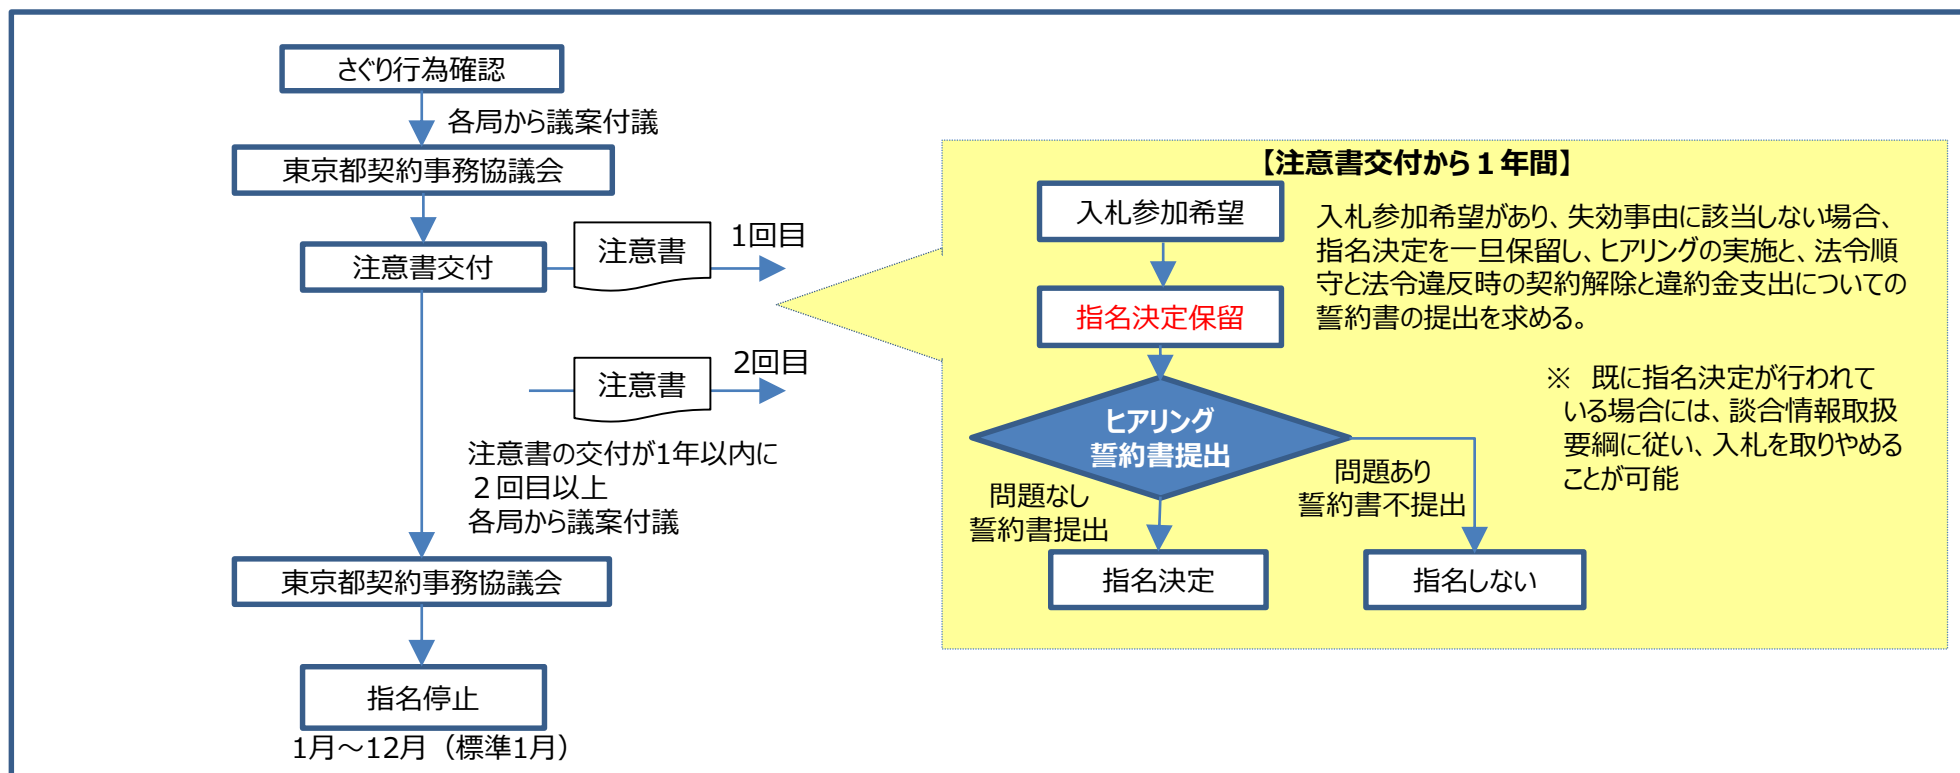 さぐり行為確認
各局から議案付議
東京都契約事務協議会
注意書交付
注意書
1回目
注意書
2回目
注意書の交付が1年以内に
２回目以上
各局から議案付議
東京都契約事務協議会
指名停止
1月～12月（標準1月）
【注意書交付から１年間】
入札参加希望
入札参加希望があり、失効事由に該当しない場合、
指名決定を一旦保留し、ヒアリングの実施と、法令順
守と法令違反時の契約解除と違約金支出についての
誓約書の提出を求める。
指名決定保留
※　既に指名決定が行われて
いる場合には、談合情報取扱
要綱に従い、入札を取りやめる
ことが可能
ヒアリング
誓約書提出
問題なし
誓約書提出
問題あり
誓約書不提出
指名決定
指名しない